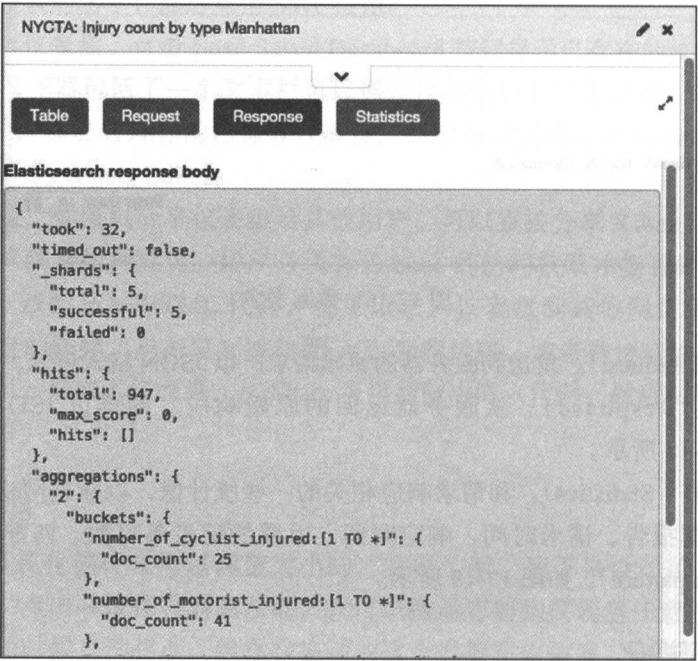 NYCTA: Injury count by type Manhattan
Table Request Response Statistics
Elasticsearch response body
{
"took": 32,
"timed_out": false,
"_shards": {
"total": 5,
"successful": 5,
"failed": 0
},
"hits": {
"total": 947,
"max_score": 0,
"hits": []
},
"aggregations": {
"2": {
"buckets": {
"number_of_cyclist_injured:[1 TO *]": {
"doc_count": 25
},
"number_of_motorist_injured:[1 TO *]": {
"doc_count": 41
},